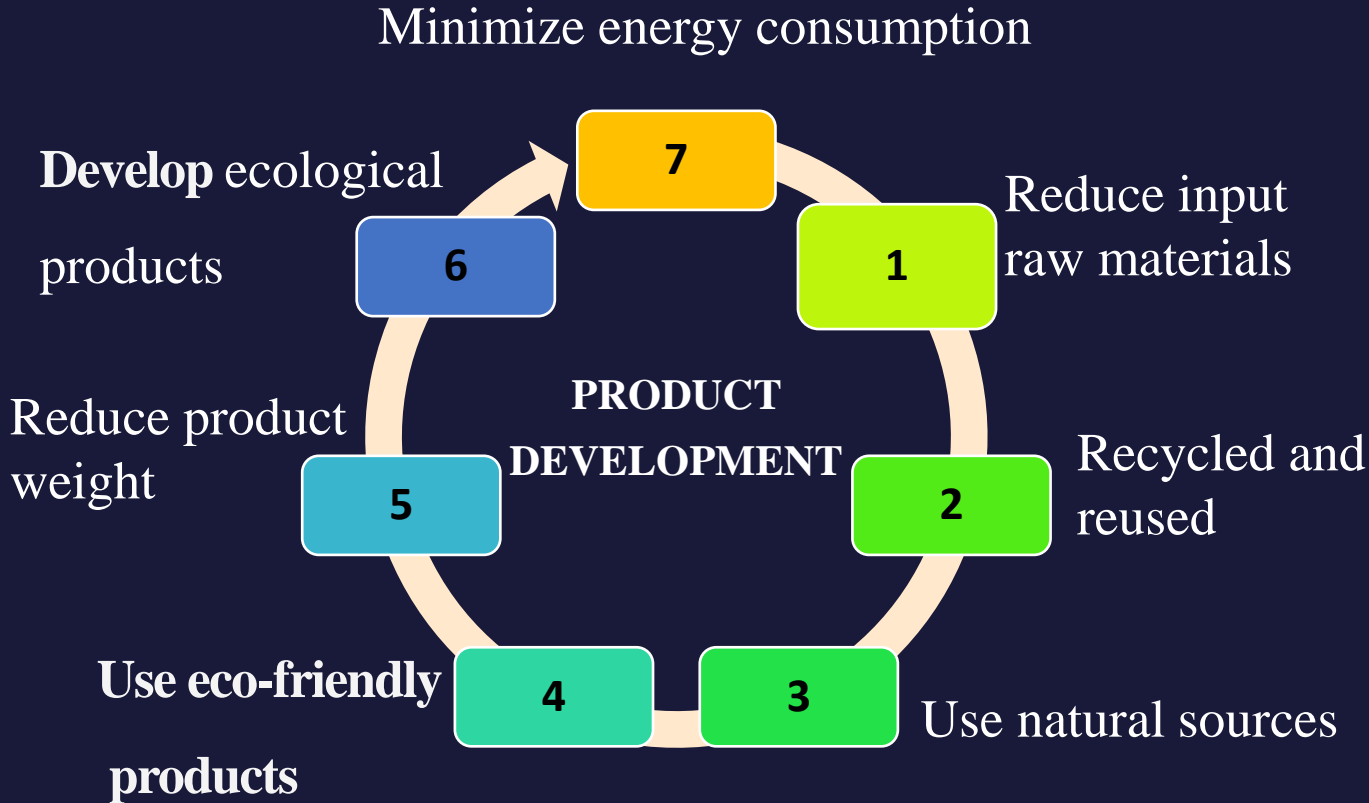 Minimize energy consumption
7
Develop ecological
products
6
Reduce input
raw materials
1
PRODUCT
DEVELOPMENT
Reduce product
weight
5
Recycled and
reused
2
Use eco-friendly
products
4
3
Use natural sources